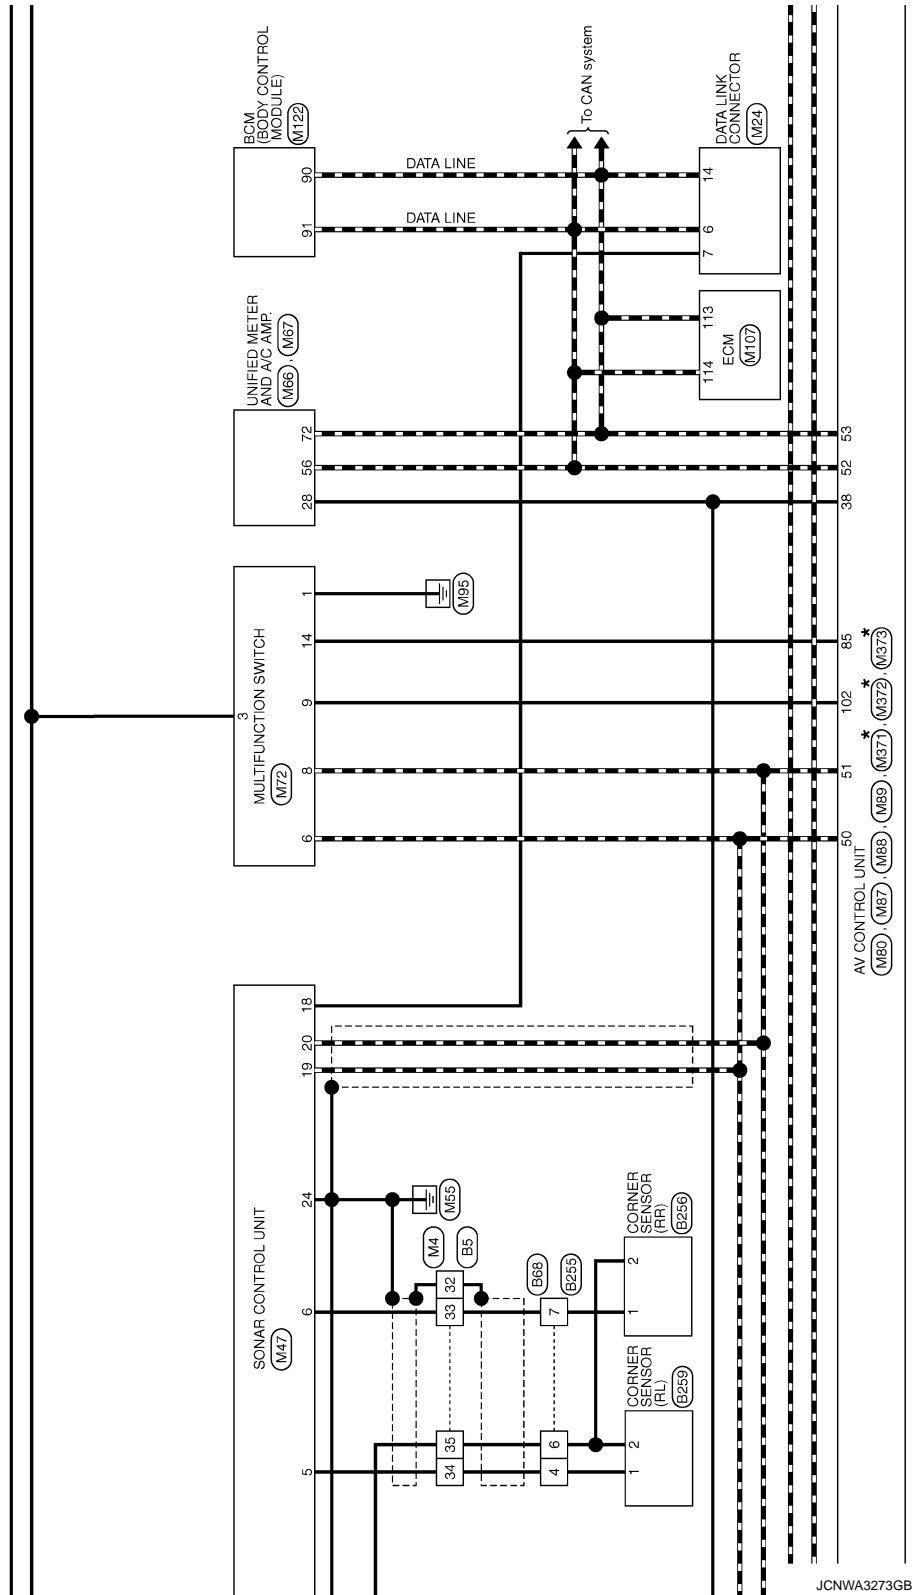 BCM
(BODY CONTROL
MODULE)
M122
90
91
DATA LINE
DATA LINE
To CAN system
DATA LINK
CONNECTOR
M24
14
6
7
113
114
ECM
M107
UNIFIED METER
AND A/C AMP.
M66 , M67
72
56
28
53
52
38
MULTIFUNCTION SWITCH
M72
3
1
14
9
8
6
M95
85
102
51
50
AV CONTROL UNIT
M80 , M87 , M88 , M89 , M371* , M372* , M373*
SONAR CONTROL UNIT
M47
18
20
19
24
6
5
M55
M4
B5
32
33
35
34
B68
B255
7
6
4
CORNER
SENSOR
(RR)
B256
2
1
CORNER
SENSOR
(RL)
B259
2
1
JCNWA3273GB